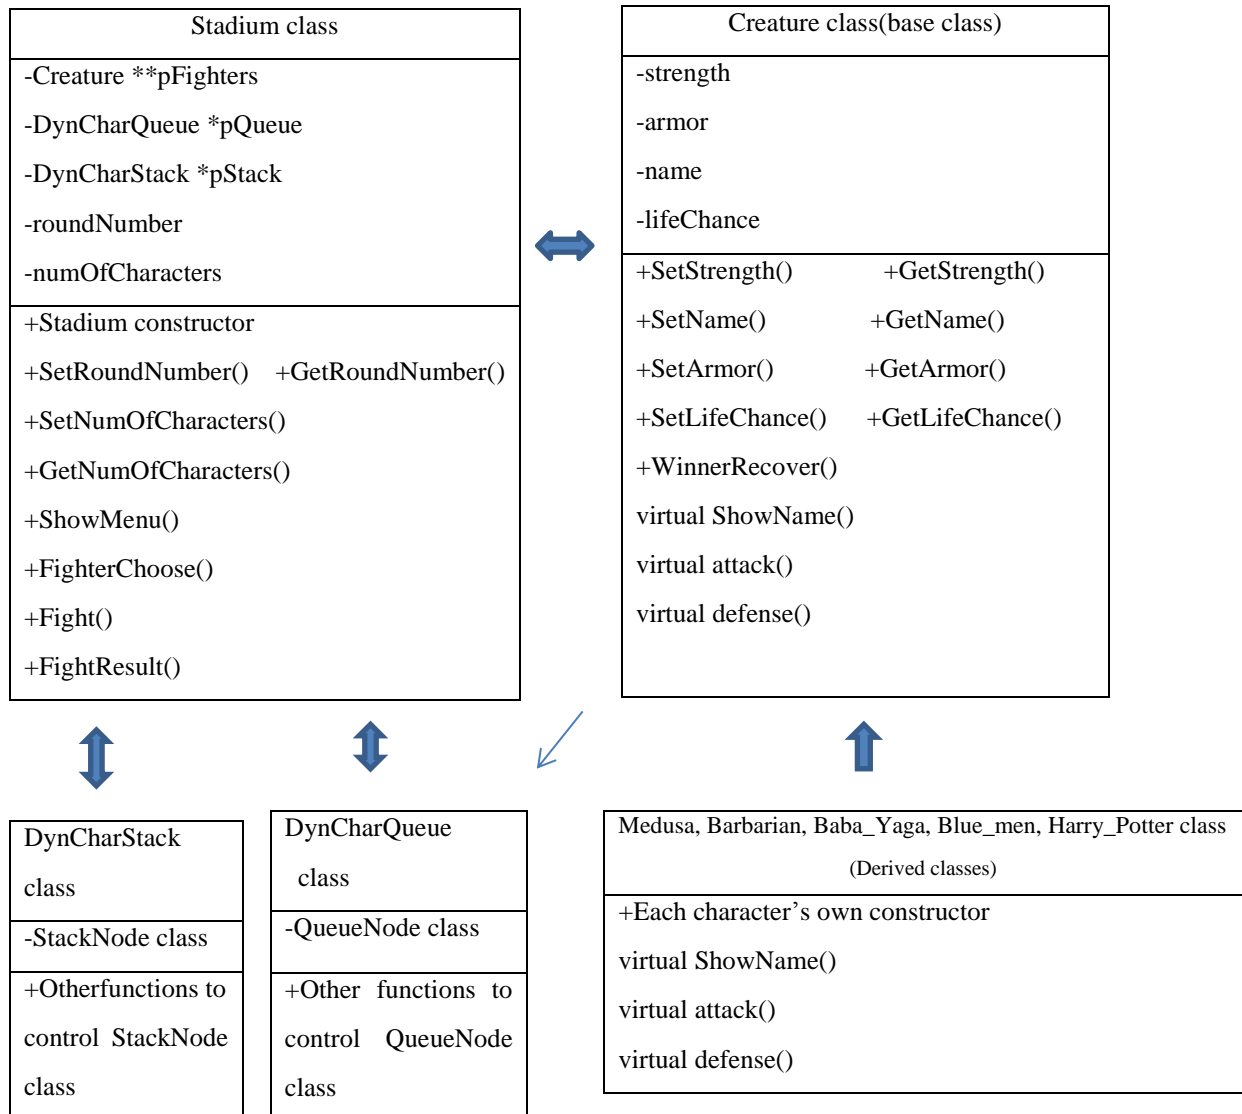 Stadium class
-Creature **pFighters
-DynCharQueue *pQueue
-DynCharStack *pStack
-roundNumber
-numOfCharacters
+Stadium constructor
+SetRoundNumber() +GetRoundNumber()
+SetNumOfCharacters()
+GetNumOfCharacters()
+ShowMenu()
+FighterChoose()
+Fight()
+FightResult()
Creature class(base class)
-strength
-armor
-name
-lifeChance
+SetStrength() +GetStrength()
+SetName() +GetName()
+SetArmor() +GetArmor()
+SetLifeChance() +GetLifeChance()
+WinnerRecover()
virtual ShowName()
virtual attack()
virtual defense()
DynCharStack
class
-StackNode class
+Otherfunctions to
control StackNode
class
DynCharQueue
class
-QueueNode class
+Other functions to
control QueueNode
class
Medusa, Barbarian, Baba_Yaga, Blue_men, Harry_Potter class
(Derived classes)
+Each character’s own constructor
virtual ShowName()
virtual attack()
virtual defense()